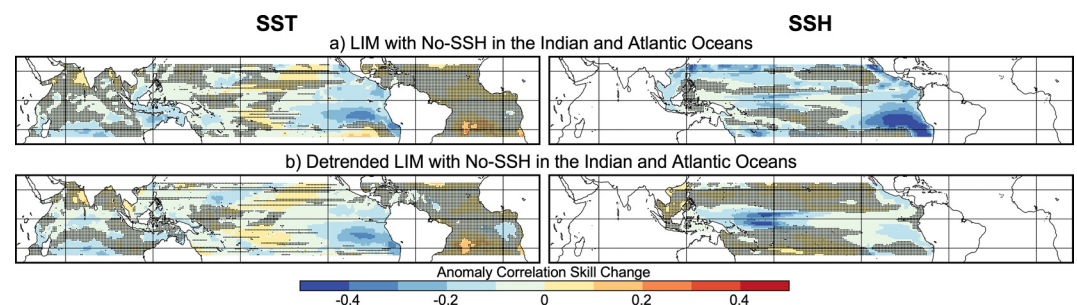 SST SSH
a) LIM with No-SSH in the Indian and Atlantic Oceans
b) Detrended LIM with No-SSH in the Indian and Atlantic Oceans
Anomaly Correlation Skill Change
-0.4 -0.2 0 0.2 0.4